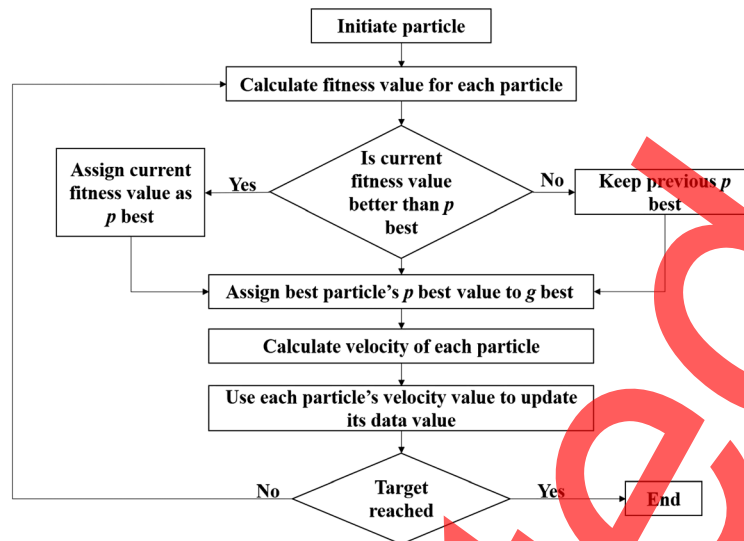 Initiate particle
Calculate fitness value for each particle
Is current
fitness value
better than p
best
Yes
No
Assign current
fitness value as
p best
Keep previous p
best
Assign best particle's p best value to g best
Calculate velocity of each particle
Use each particle's velocity value to update
its data value
Target
reached
No
Yes
End